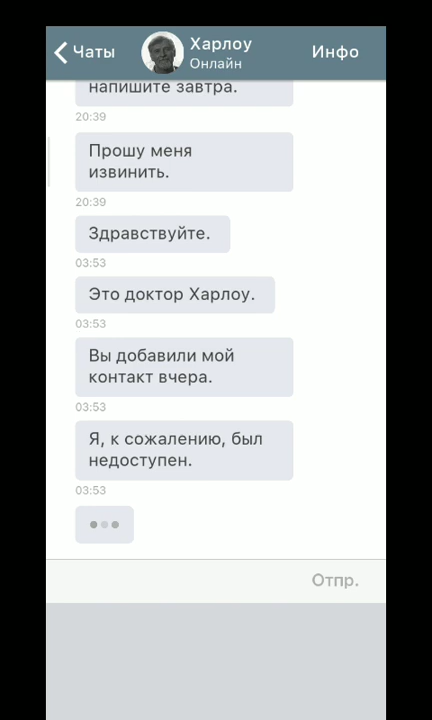 Чаты
Харлоу
Онлайн
Инфо
напишите завтра.
20:39
Прошу меня
извинить.
20:39
Здравствуйте.
03:53
Это доктор Харлоу.
03:53
Вы добавили мой
контакт вчера.
03:53
Я, к сожалению, был
недоступен.
03:53
Отпр.